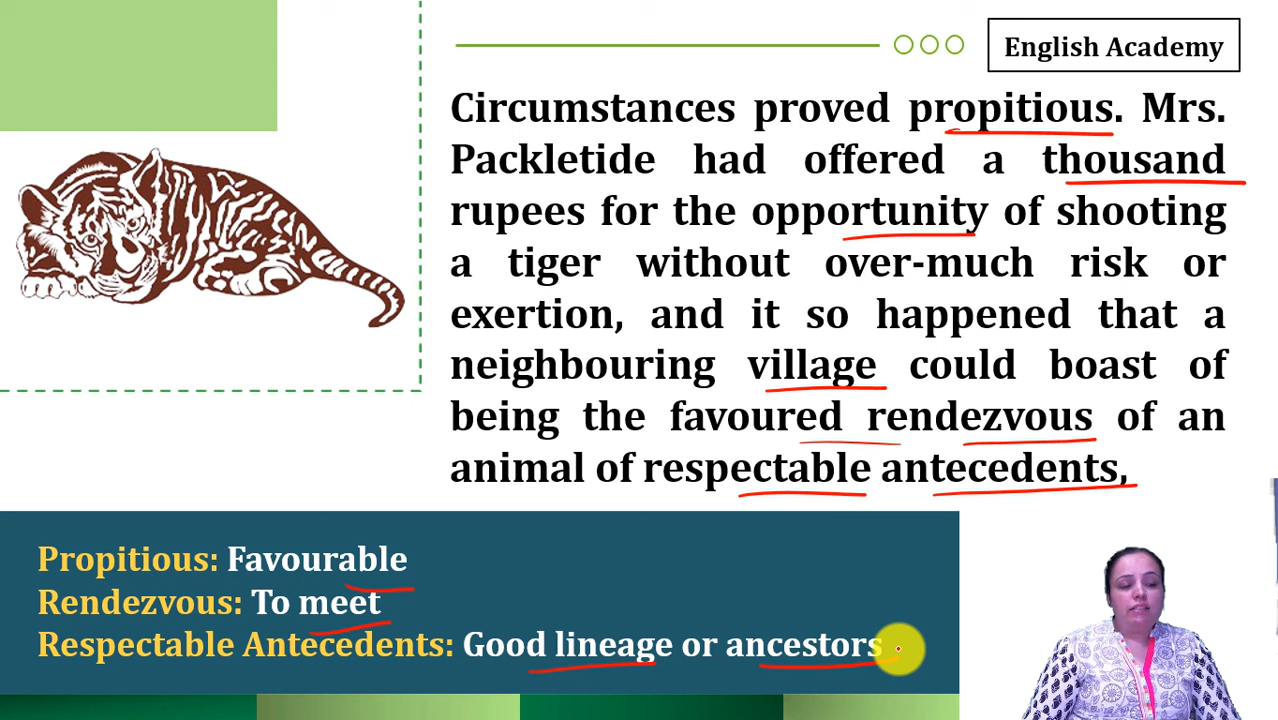 English Academy
Circumstances proved propitious. Mrs.
Packletide had offered a thousand
rupees for the opportunity of shooting
a tiger without over-much risk or
exertion, and it so happened that a
neighbouring village could boast of
being the favoured rendezvous of an
animal of respectable antecedents,
Propitious: Favourable
Rendezvous: To meet
Respectable Antecedents: Good lineage or ancestors